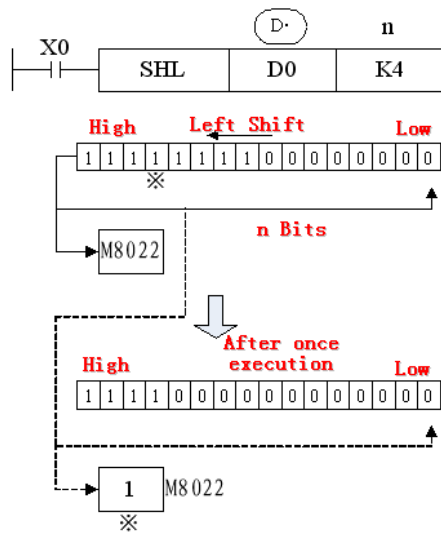 D·
n
X0
SHL D0 K4
High Left Shift Low
1 1 1 1 1 1 1 1 0 0 0 0 0 0 0 0
※
n Bits
M8022
After once
execution
High Low
1 1 1 1 0 0 0 0 0 0 0 0 0 0 0 0
1 M8022
※